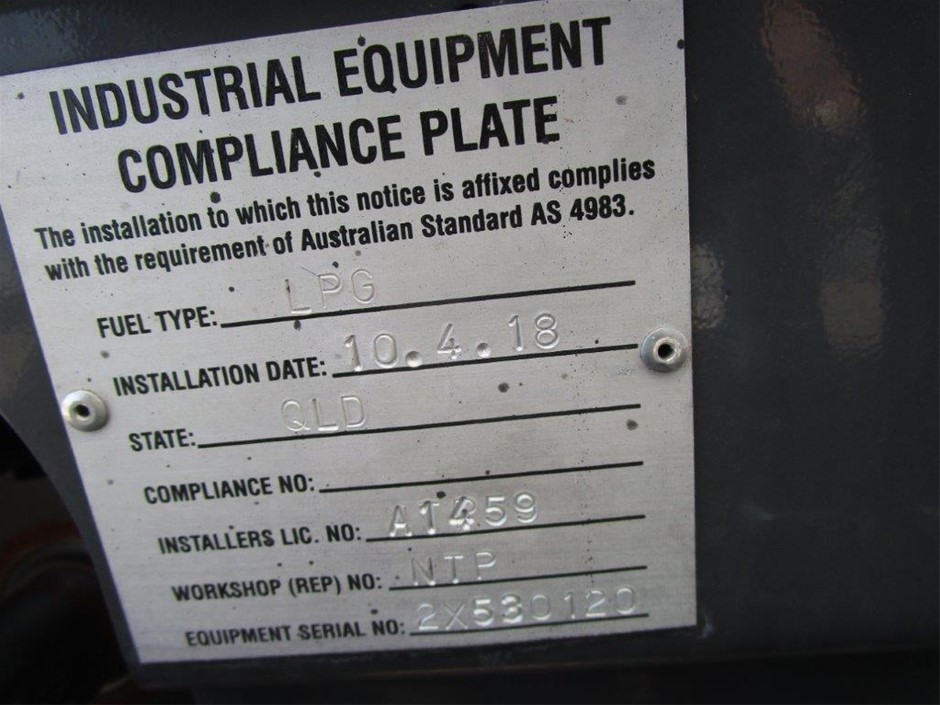 INDUSTRIAL EQUIPMENT
COMPLIANCE PLATE
The installation to which this notice is affixed complies
with the requirement of Australian Standard AS 4983.
FUEL TYPE: LPG
INSTALLATION DATE: 10.4.18
STATE: QLD
COMPLIANCE NO:
INSTALLERS LIC. NO: AT459
WORKSHOP (REP) NO: NTP
EQUIPMENT SERIAL NO: 2X530120